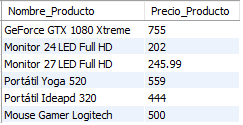 Nombre_Producto Precio_Producto
GeForce GTX 1080 Xtreme 755
Monitor 24 LED Full HD 202
Monitor 27 LED Full HD 245.99
Portátil Yoga 520 559
Portátil Ideapd 320 444
Mouse Gamer Logitech 500